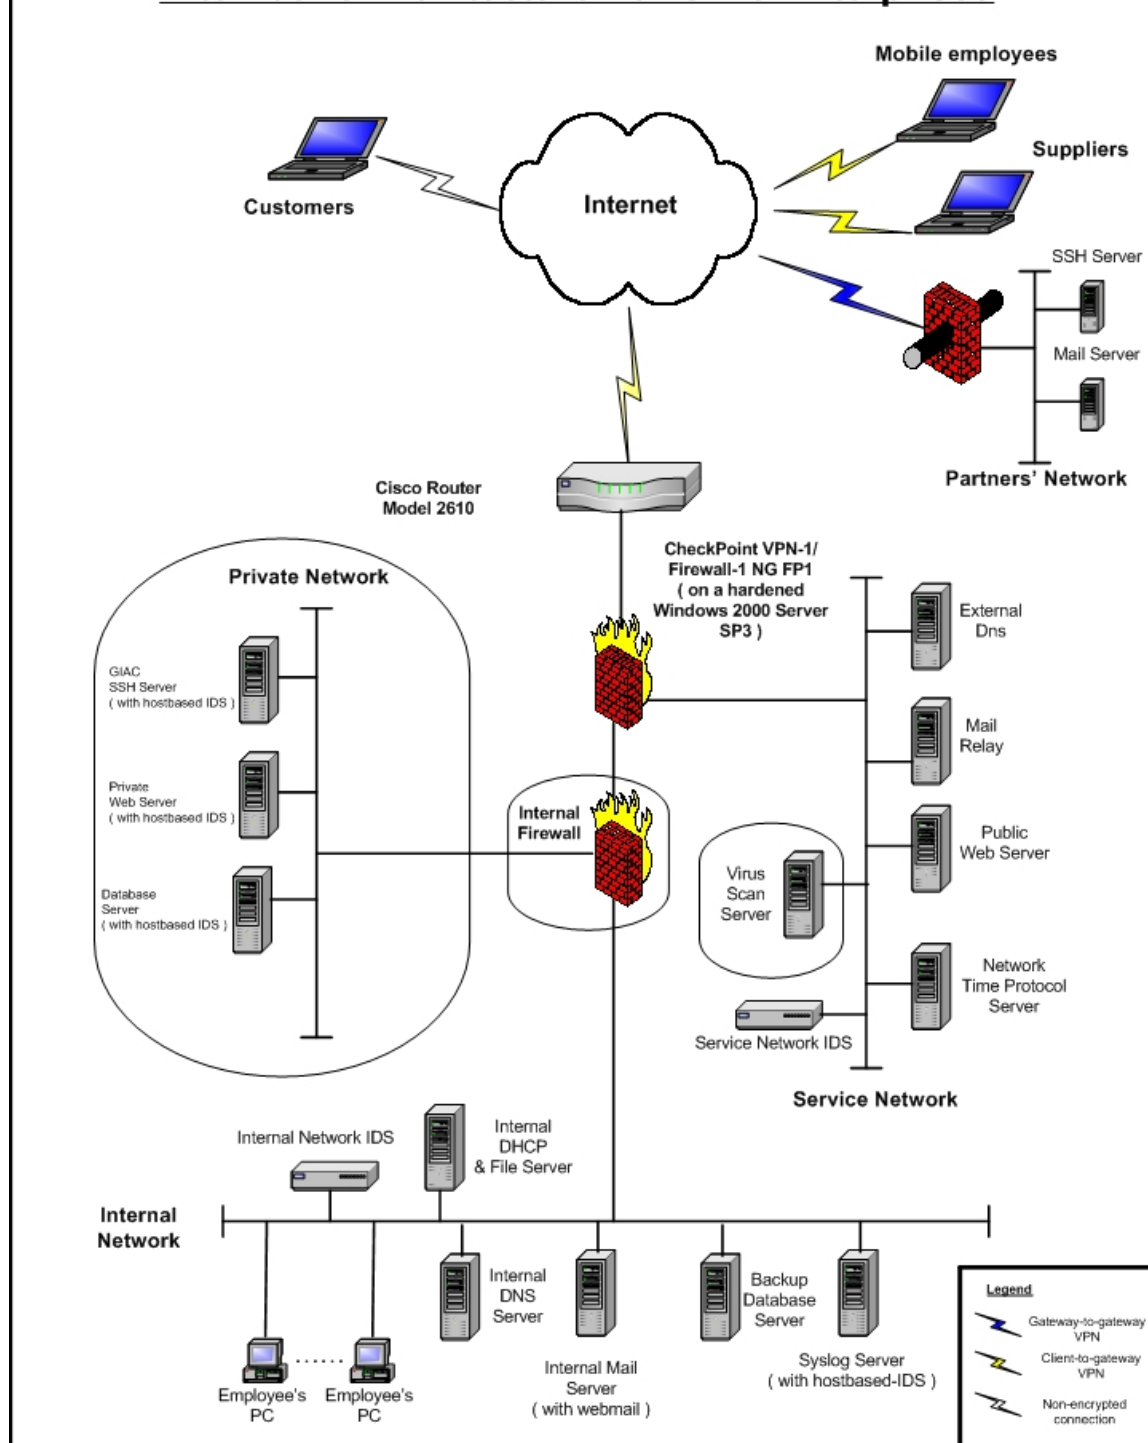 Mobile employees
Suppliers
Customers
Internet
SSH Server
Mail Server
Partners' Network
Cisco Router
Model 2610
CheckPoint VPN-1/
Firewall-1 NG FP1
( on a hardened
Windows 2000 Server
SP3 )
Private Network
GIAC
SSH Server
( with hostbased IDS )
Private
Web Server
( with hostbased IDS )
Database
Server
( with hostbased IDS )
Internal
Firewall
External
Dns
Mail
Relay
Public
Web Server
Virus
Scan
Server
Network
Time Protocol
Server
Service Network IDS
Service Network
Internal Network IDS
Internal
DHCP
& File Server
Internal
Network
Internal
DNS
Server
Internal Mail
Server
( with webmail )
Backup
Database
Server
Syslog Server
( with hostbased-IDS )
Employee's
PC
......
Employee's
PC
Legend
Gateway-to-gateway
VPN
Client-to-gateway
VPN
Non-encrypted
connection